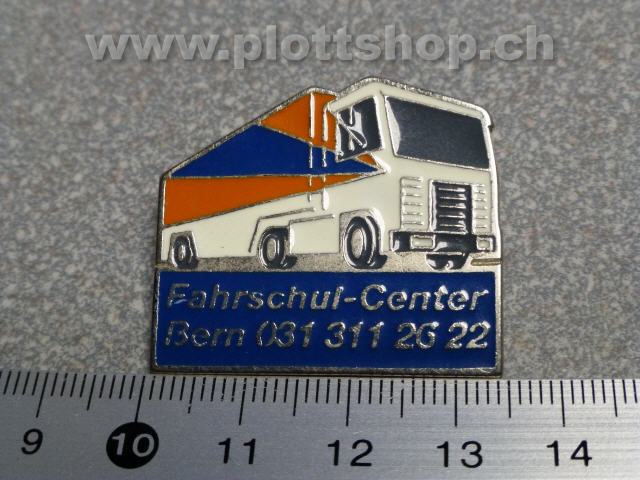 www.plottshop.ch
Fahrschul-Center
Bern 031 311 26 22
9 10 11 12 13 14